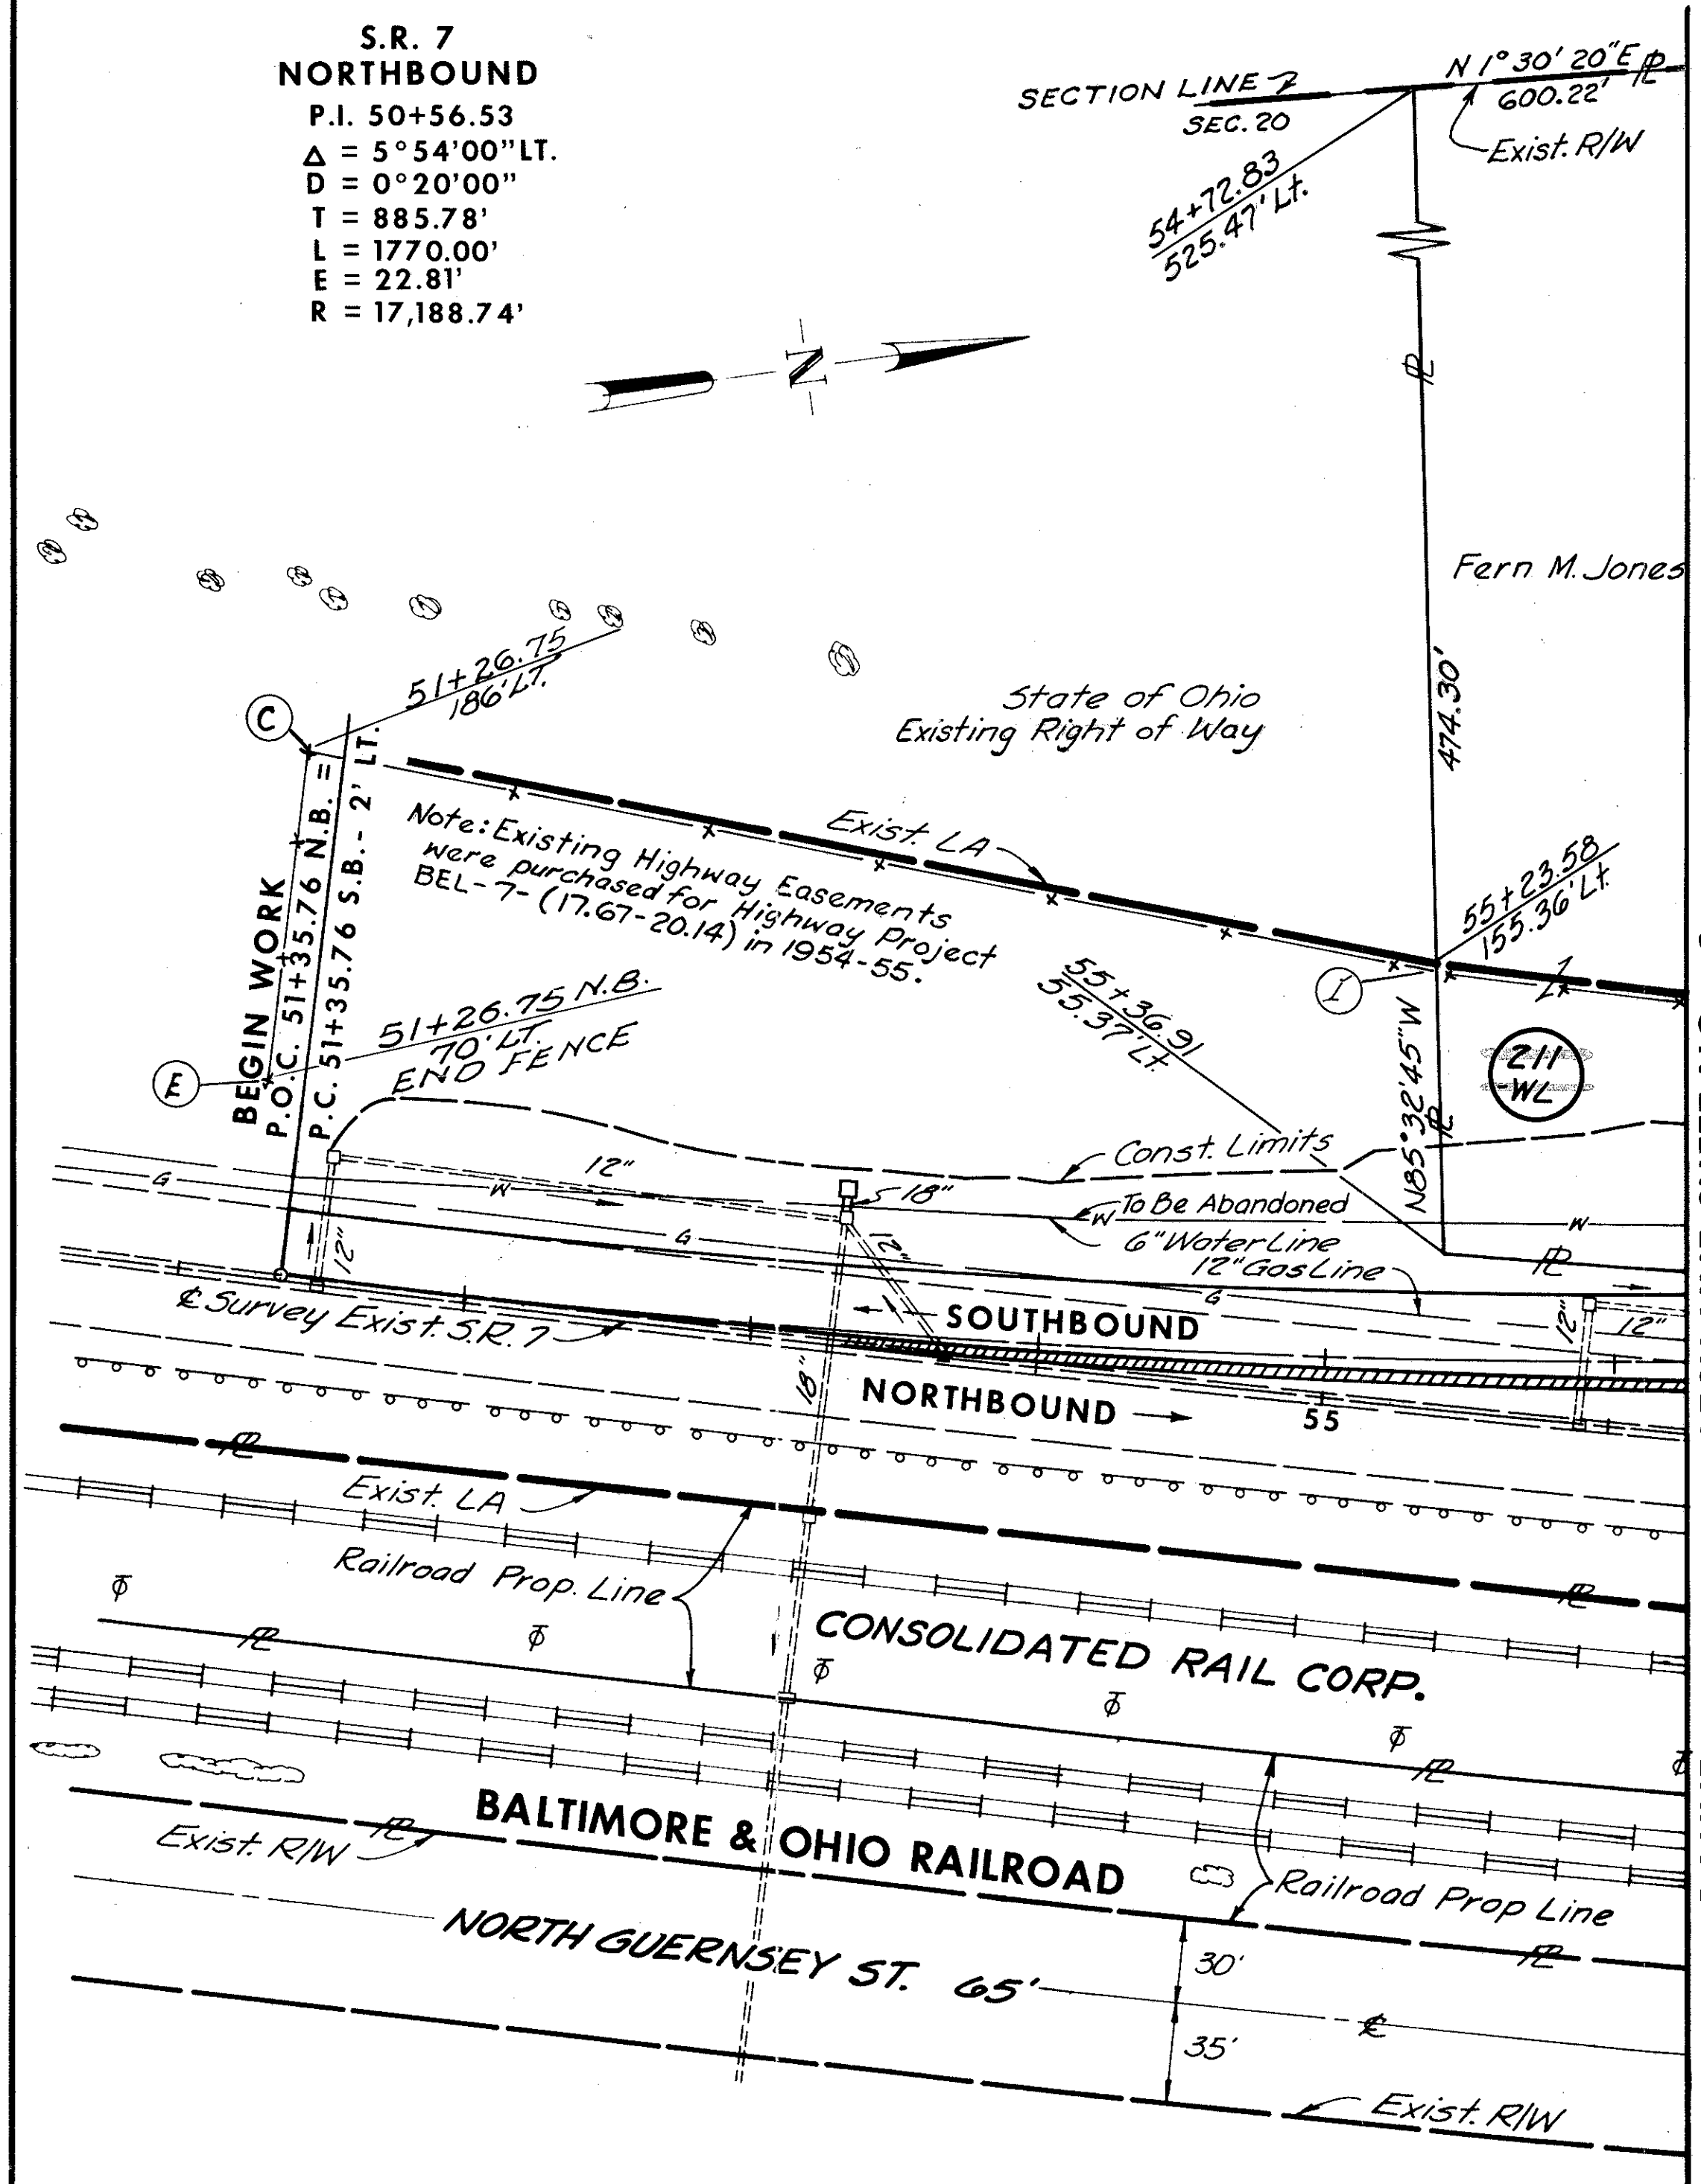 S.R. 7
NORTHBOUND
P.I. 50+56.53
Δ = 5°54'00"LT.
D = 0°20'00"
T = 885.78'
L = 1770.00'
E = 22.81'
R = 17,188.74'
SECTION LINE
SEC. 20
N 1° 30' 20"E
600.22'
Exist. R/W
54+72.83
525.47' Lt.
N
Fern M. Jones
474.30'
State of Ohio
Existing Right of Way
51+26.75
186' LT.
C
BEGIN WORK
P.O.C. 51+35.76 N.B. =
P.C. 51+35.76 S.B. - 2' LT.
Exist. LA
Note: Existing Highway Easements
were purchased for Highway Project
BEL-7-(17.67-20.14) in 1954-55.
55+23.58
155.36' Lt.
I
N85°32'45"W
211
-WL
51+26.75 N.B.
70' LT.
END FENCE
E
55+36.91
55.37' Lt.
Const. Limits
12"
18"
To Be Abandoned
6" Water Line
12" Gas Line
G
W
W
W
G
G
12"
12"
12"
12"
SOUTHBOUND
℄ Survey Exist. S.R. 7
NORTHBOUND
55
18"
Exist. LA
Railroad Prop. Line
CONSOLIDATED RAIL CORP.
BALTIMORE & OHIO RAILROAD
Exist. R/W
Railroad Prop Line
NORTH GUERNSEY ST. 65'
30'
℄
35'
Exist. R/W